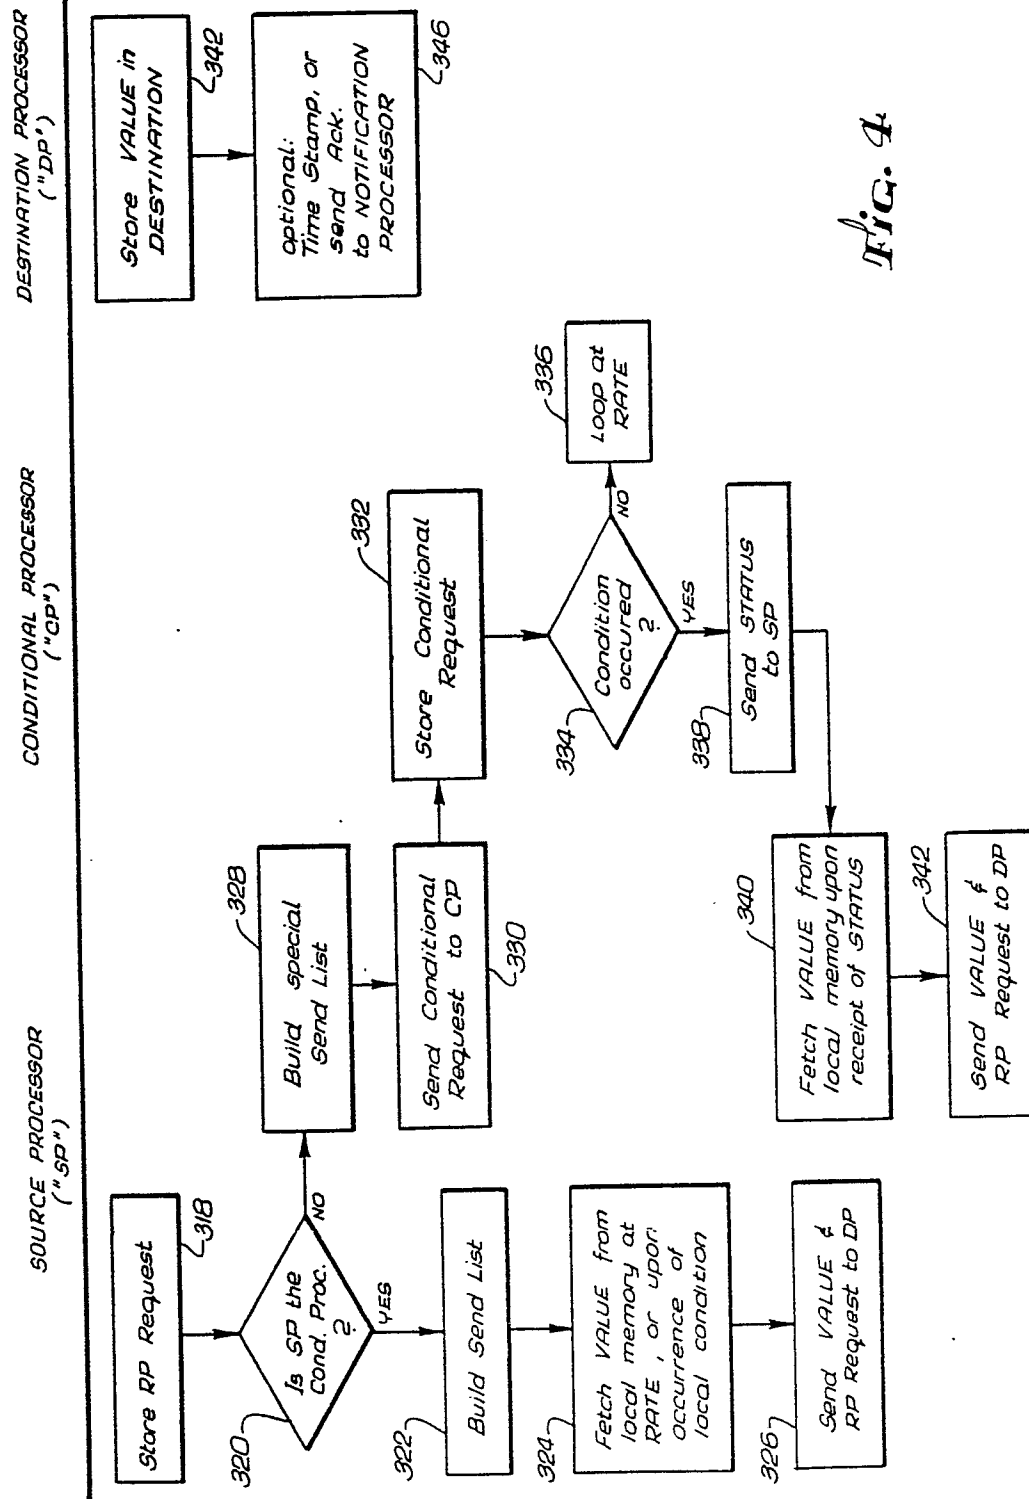 SOURCE PROCESSOR
("SP")
CONDITIONAL PROCESSOR
("CP")
DESTINATION PROCESSOR
("DP")
Store RP Request
318
320
Is SP the
Cond. Proc.
?
NO
YES
322
Build Send List
324
Fetch VALUE from
local memory at
RATE, or upon
occurrence of
local condition
326
Send VALUE &
RP Request to DP
328
Build special
Send List
Send Conditional
Request to CP
330
332
Store Conditional
Request
334
Condition
occured
?
NO
YES
336
Loop at
RATE
338
Send STATUS
to SP
340
Fetch VALUE from
local memory upon
receipt of STATUS
342
Send VALUE &
RP Request to DP
Store VALUE in
DESTINATION
342
optional:
Time Stamp, or
send Ack.
to NOTIFICATION
PROCESSOR
346
Fig. 4